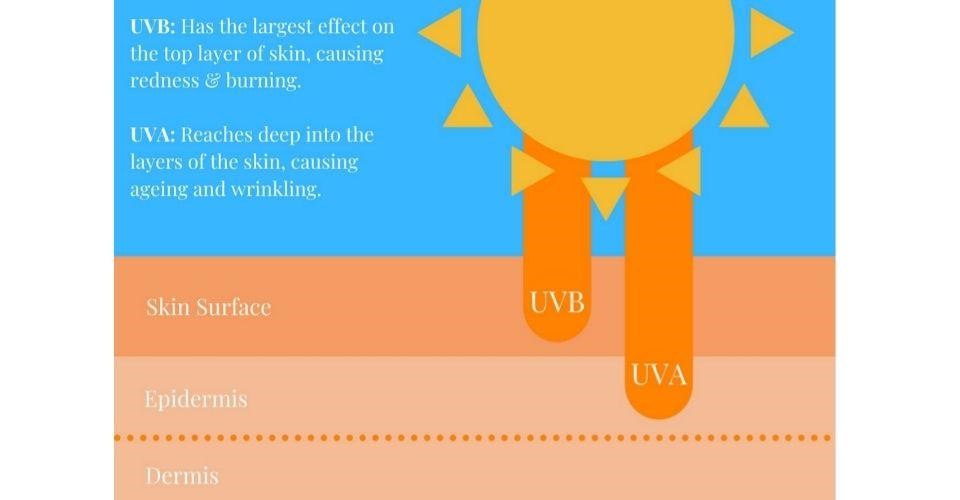 UVB: Has the largest effect on
the top layer of skin, causing
redness & burning.
UVA: Reaches deep into the
layers of the skin, causing
ageing and wrinkling.
Skin Surface
UVB
UVA
Epidermis
Dermis